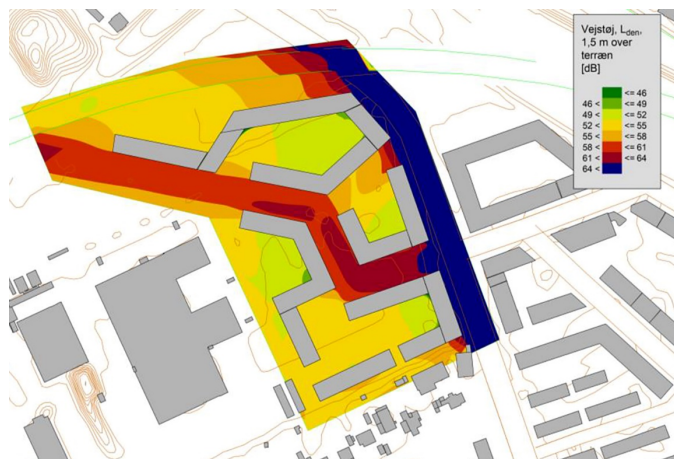 Vejstøj, Lden,
1,5 m over
terræn
[dB]
<= 46
46 < <= 49
49 < <= 52
52 < <= 55
55 < <= 58
58 < <= 61
61 < <= 64
64 <